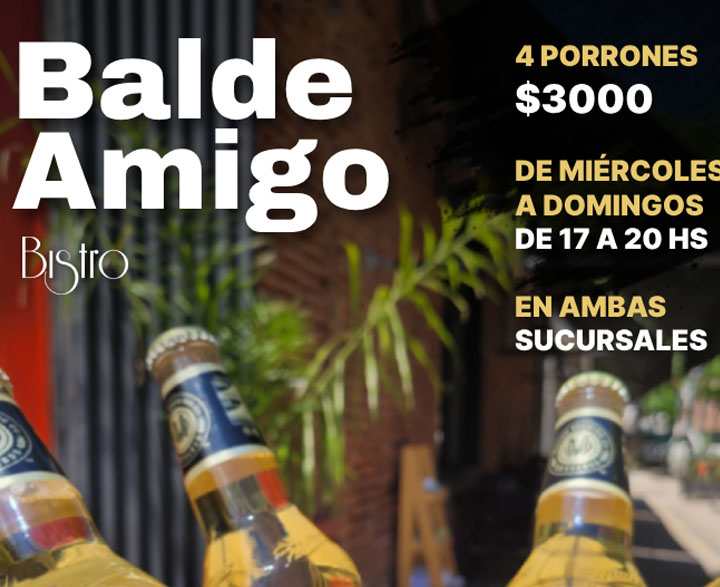 Balde
Amigo
Bistro
4 PORRONES
$3000
DE MIÉRCOLES
A DOMINGOS
DE 17 A 20 HS
EN AMBAS
SUCURSALES